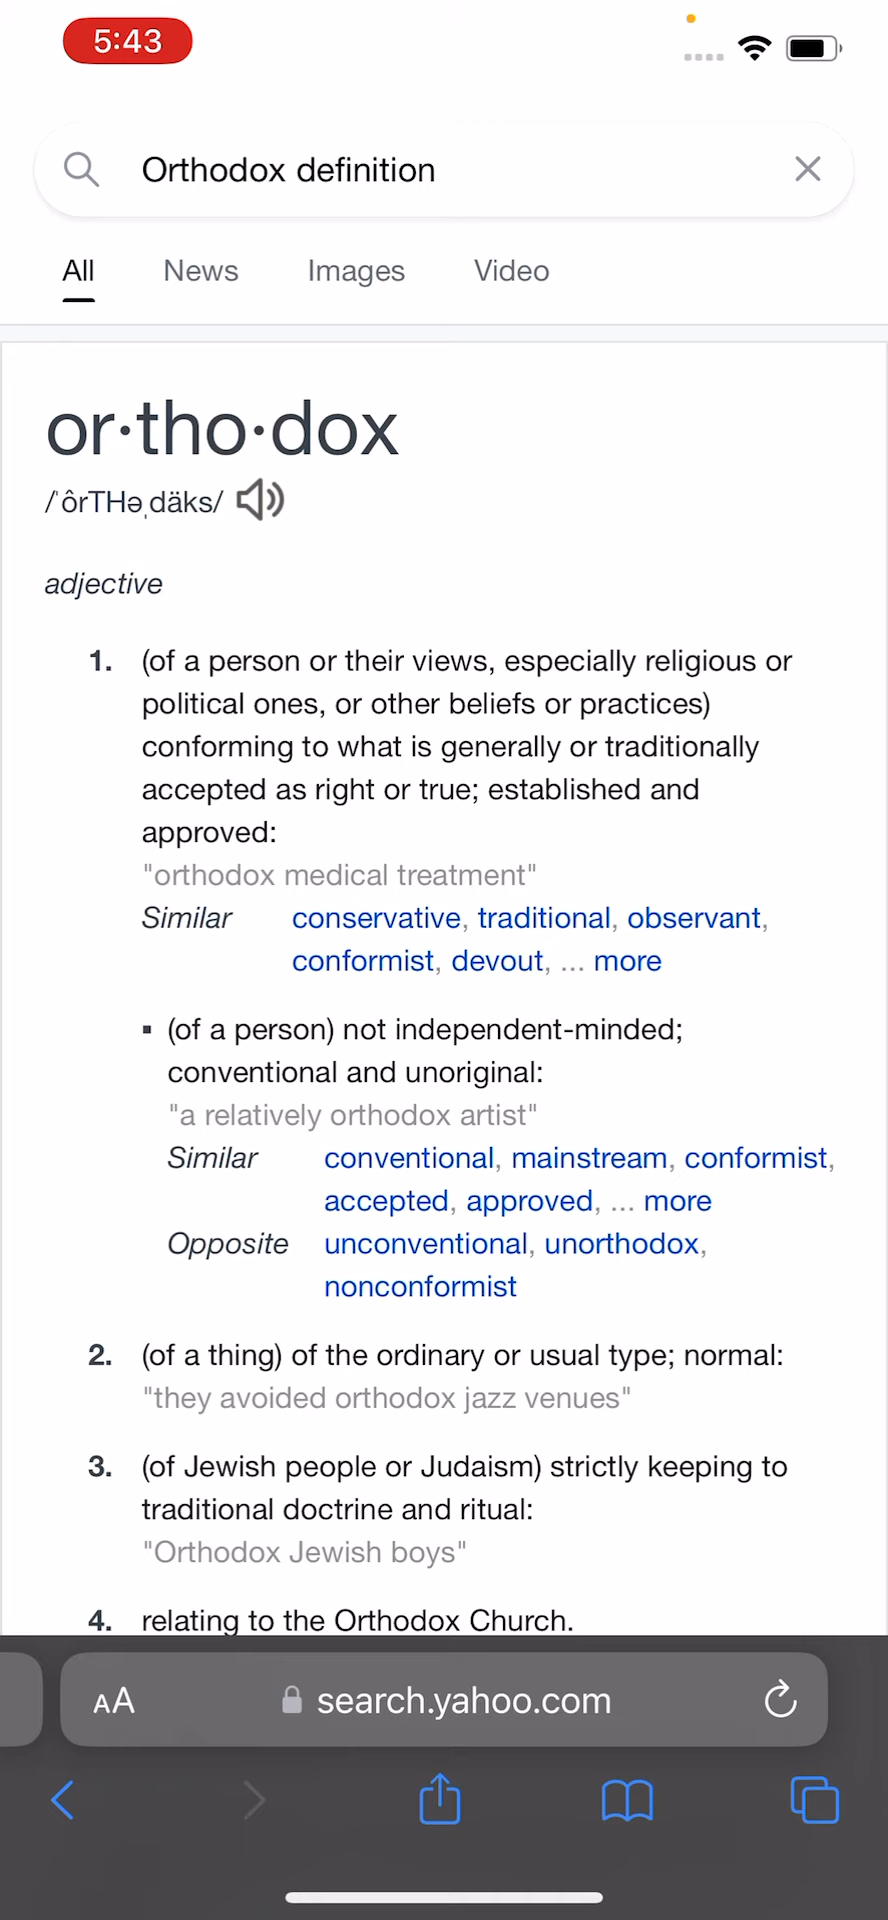 5:43
Orthodox definition
All News Images Video
or·tho·dox
/ˈôrTHəˌdäks/
adjective
1. (of a person or their views, especially religious or
political ones, or other beliefs or practices)
conforming to what is generally or traditionally
accepted as right or true; established and
approved:
"orthodox medical treatment"
Similar conservative, traditional, observant,
conformist, devout, ... more
▪ (of a person) not independent-minded;
conventional and unoriginal:
"a relatively orthodox artist"
Similar conventional, mainstream, conformist,
accepted, approved, ... more
Opposite unconventional, unorthodox,
nonconformist
2. (of a thing) of the ordinary or usual type; normal:
"they avoided orthodox jazz venues"
3. (of Jewish people or Judaism) strictly keeping to
traditional doctrine and ritual:
"Orthodox Jewish boys"
4. relating to the Orthodox Church.
AA search.yahoo.com